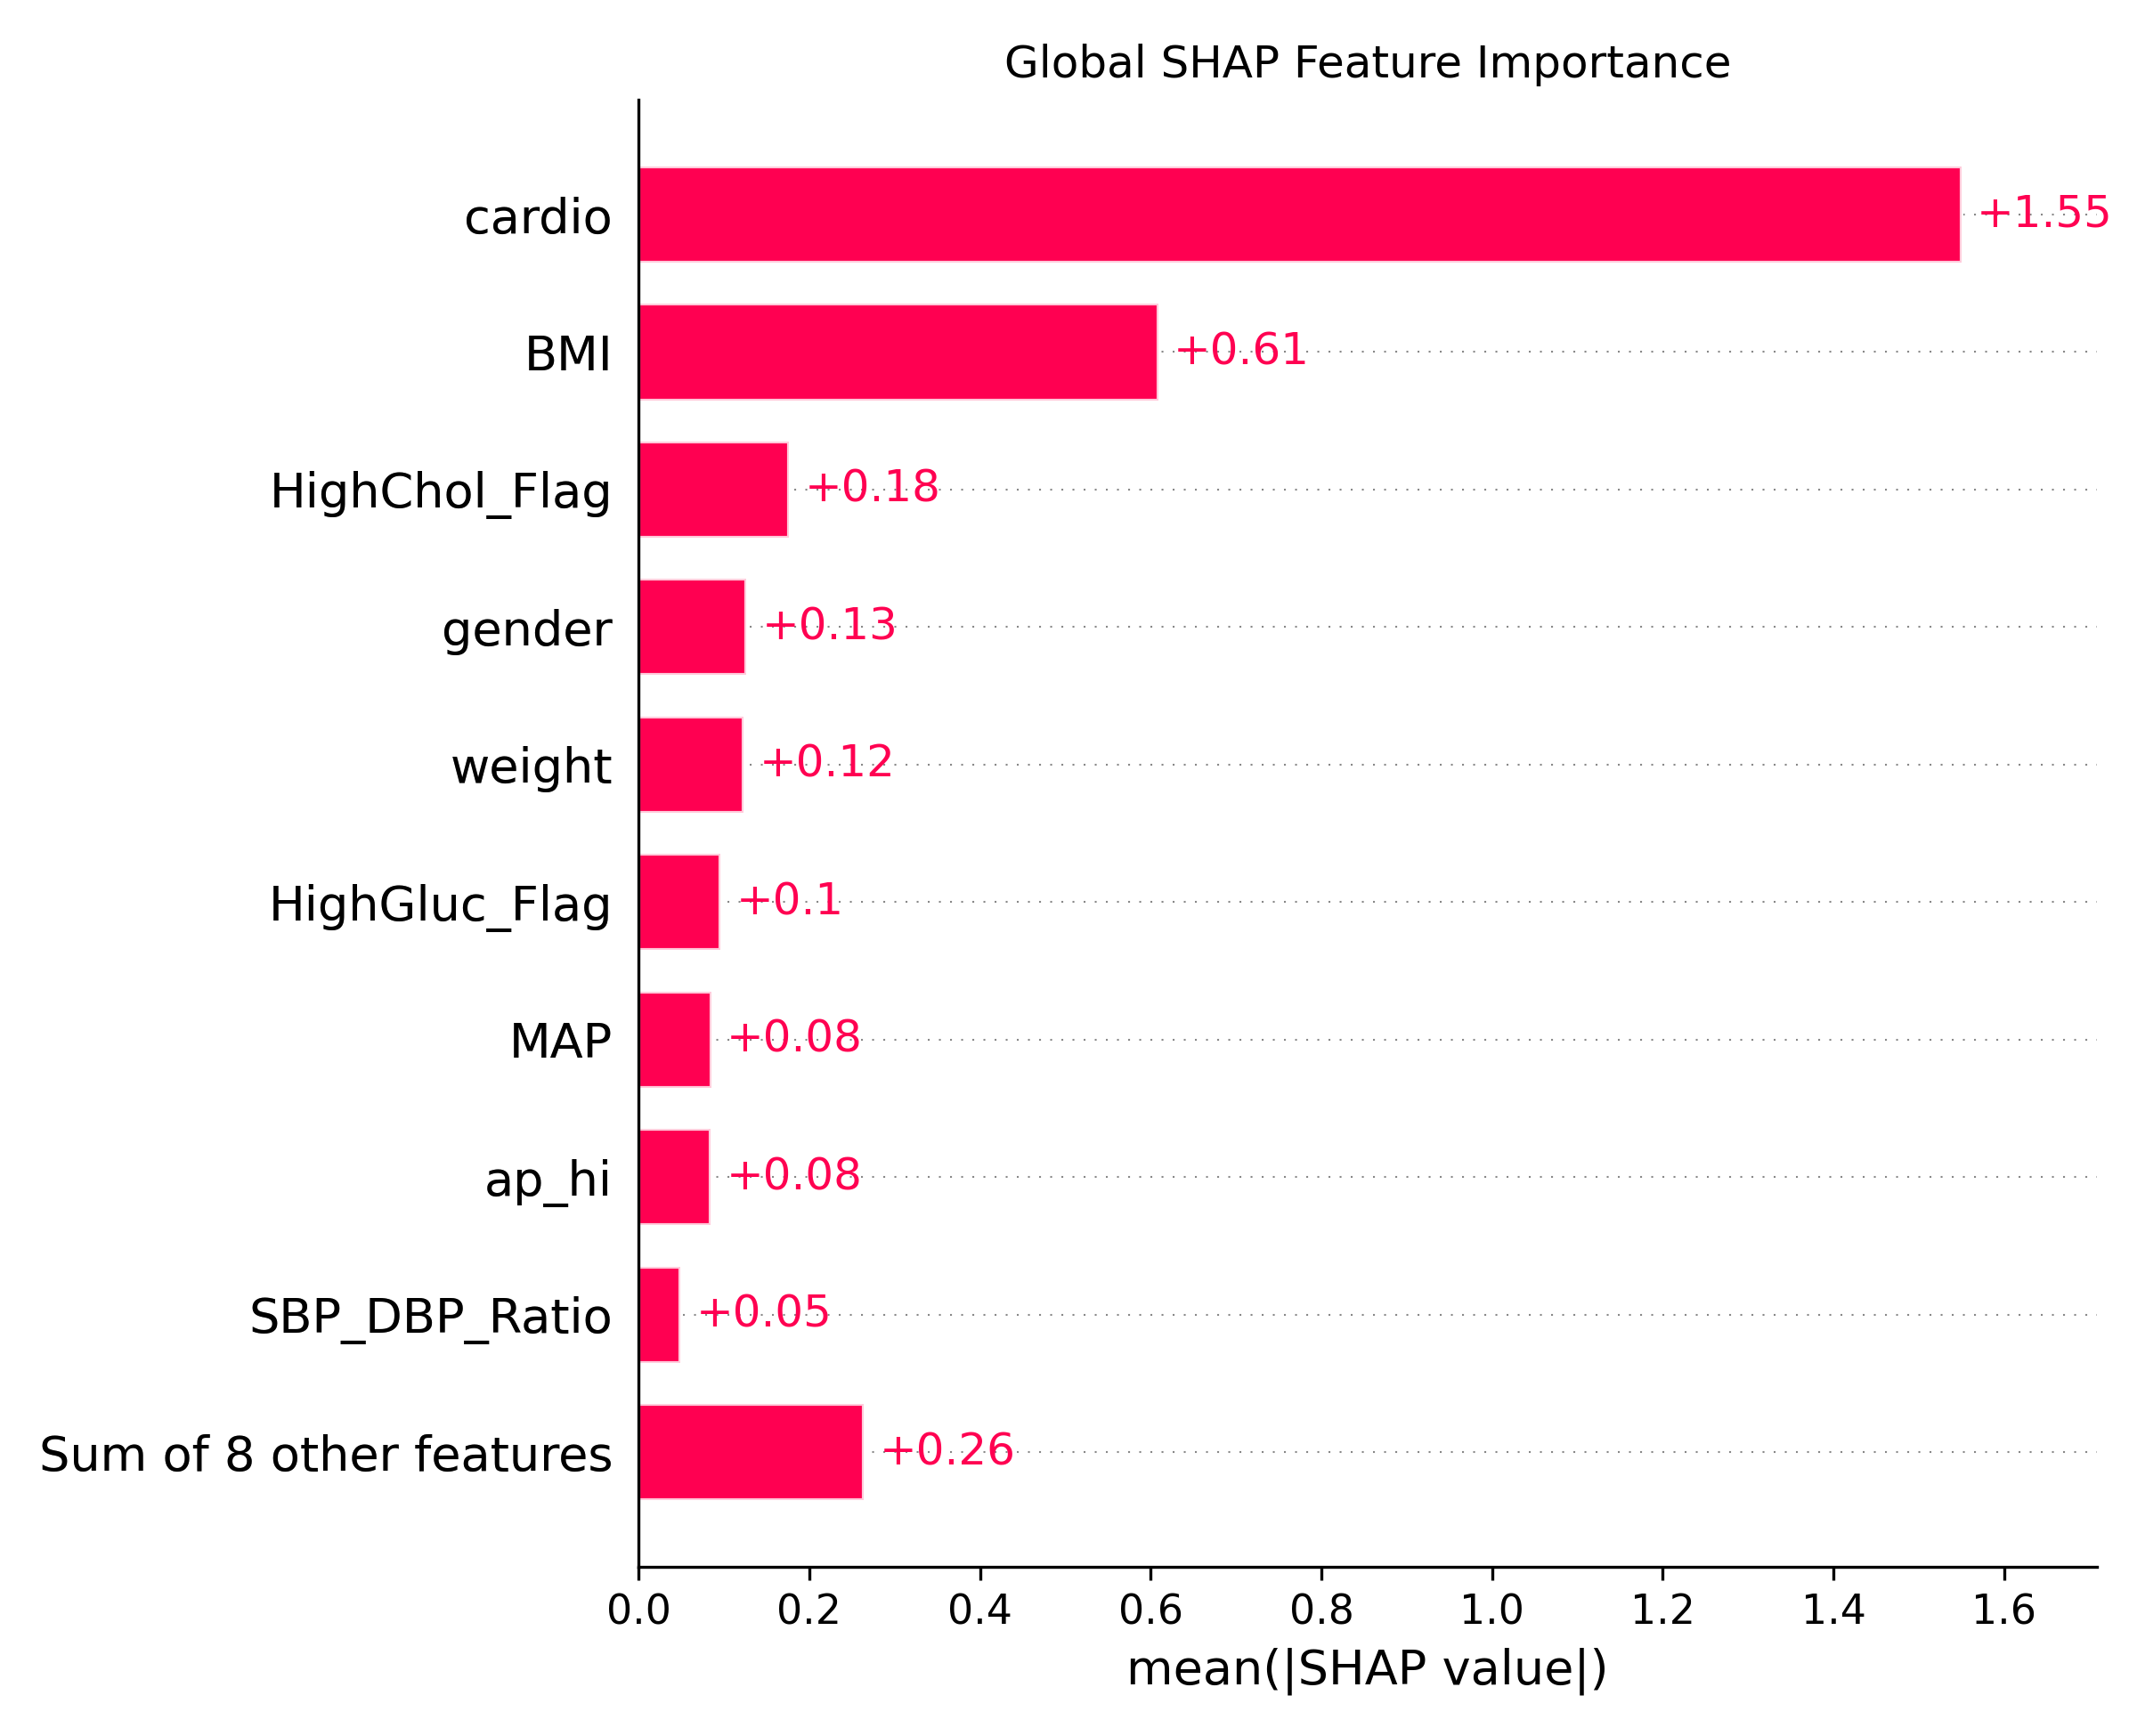 Global SHAP Feature Importance
cardio
+1.55
BMI
+0.61
HighChol_Flag
+0.18
gender
+0.13
weight
+0.12
HighGluc_Flag
+0.1
MAP
+0.08
ap_hi
+0.08
SBP_DBP_Ratio
+0.05
Sum of 8 other features
+0.26
0.0 0.2 0.4 0.6 0.8 1.0 1.2 1.4 1.6
mean(|SHAP value|)